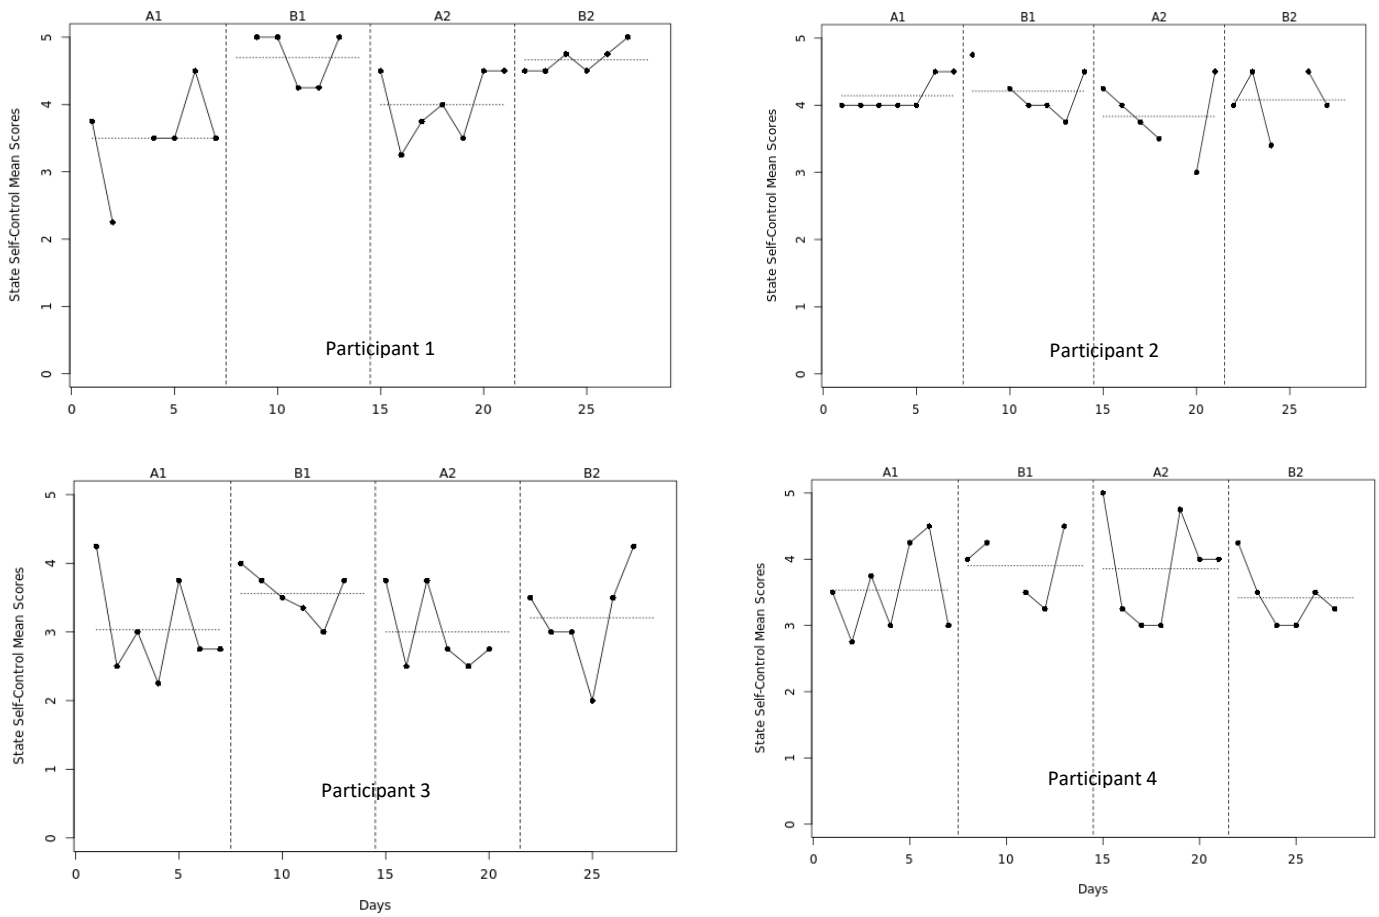 A1 B1 A2 B2
State Self-Control Mean Scores
5
4
3
2
1
0
Participant 1
0 5 10 15 20 25
A1 B1 A2 B2
State Self-Control Mean Scores
5
4
3
2
1
0
Participant 2
0 5 10 15 20 25
A1 B1 A2 B2
State Self-Control Mean Scores
5
4
3
2
1
0
Participant 3
0 5 10 15 20 25
Days
A1 B1 A2 B2
State Self-Control Mean Scores
5
4
3
2
1
0
Participant 4
0 5 10 15 20 25
Days